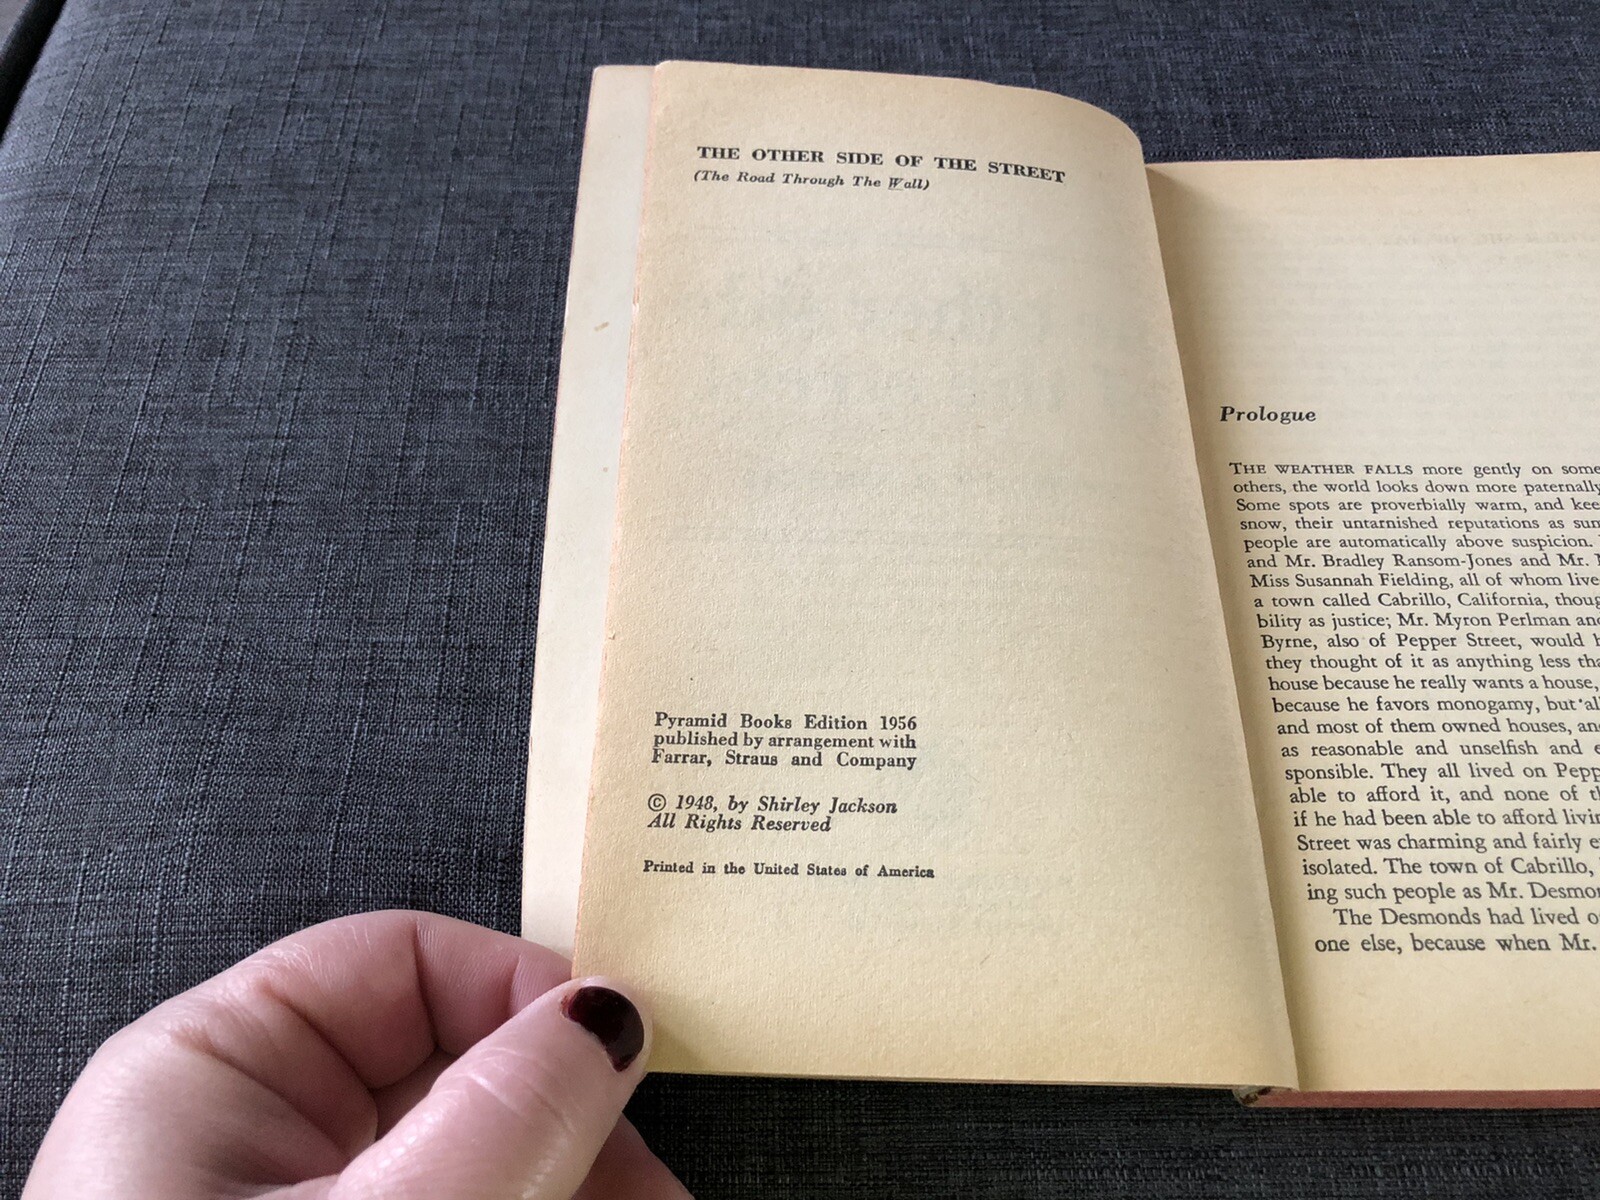 THE OTHER SIDE OF THE STREET
(The Road Through The Wall)
Pyramid Books Edition 1956
published by arrangement with
Farrar, Straus and Company
© 1948, by Shirley Jackson
All Rights Reserved
Printed in the United States of America
Prologue
THE WEATHER FALLS more gently on some
others, the world looks down more paternally
Some spots are proverbially warm, and
snow, their untarnished reputations as
people are automatically above suspicion.
and Mr. Bradley Ransom-Jones and Mr.
Miss Susannah Fielding, all of whom
a town called Cabrillo, California,
bility as justice; Mr. Myron Perlman
Byrne, also of Pepper Street, would
they thought of it as anything less
house because he really wants a house,
because he favors monogamy, but
and most of them owned houses,
as reasonable and unselfish and
sponsible. They all lived on
able to afford it, and none of
if he had been able to afford
Street was charming and fairly
isolated. The town of Cabrillo,
ing such people as Mr.
The Desmonds had lived
one else, because when Mr.